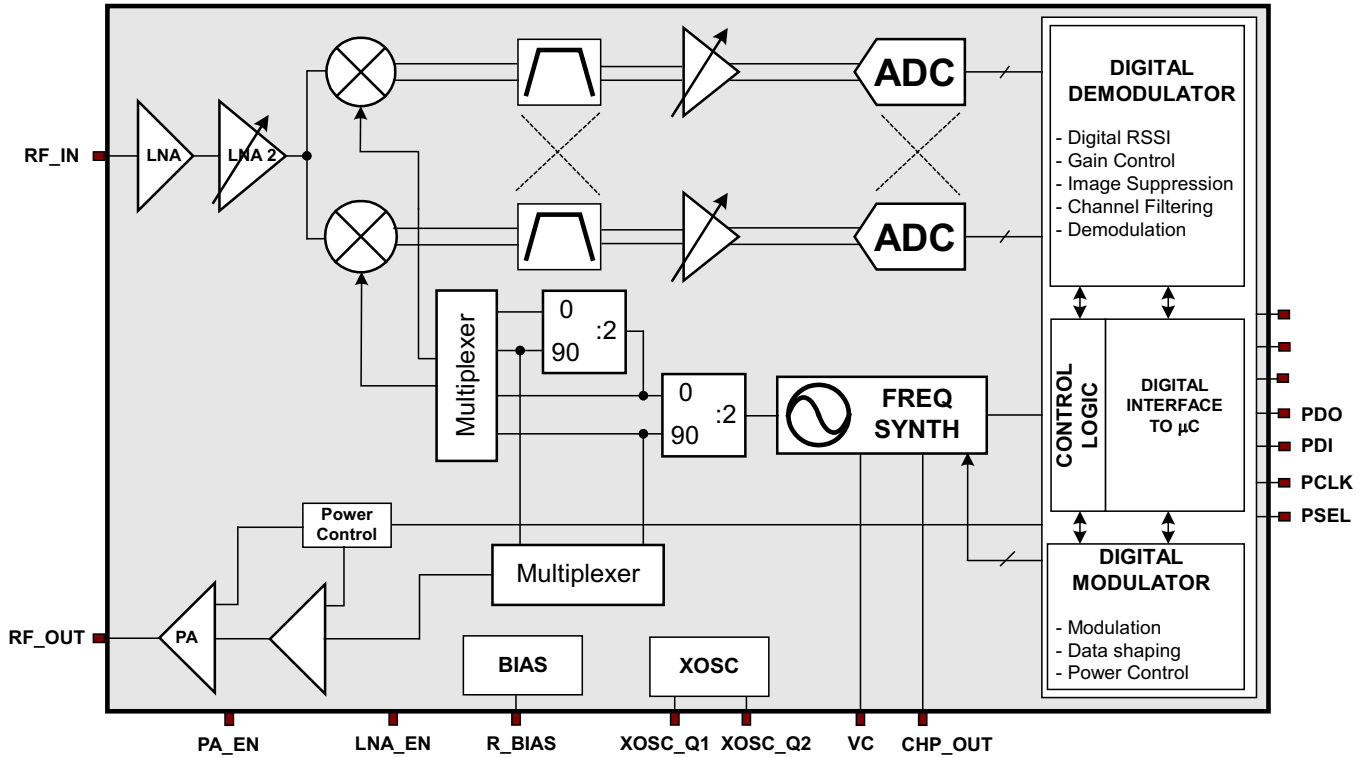 RF_IN
LNA
LNA 2
ADC
ADC
DIGITAL
DEMODULATOR
- Digital RSSI
- Gain Control
- Image Suppression
- Channel Filtering
- Demodulation
Multiplexer
0
90
:2
0
90
:2
FREQ
SYNTH
CONTROL
LOGIC
DIGITAL
INTERFACE
TO µC
PDO
PDI
PCLK
PSEL
Power
Control
Multiplexer
DIGITAL
MODULATOR
- Modulation
- Data shaping
- Power Control
RF_OUT
PA
BIAS
XOSC
PA_EN
LNA_EN
R_BIAS
XOSC_Q1
XOSC_Q2
VC
CHP_OUT